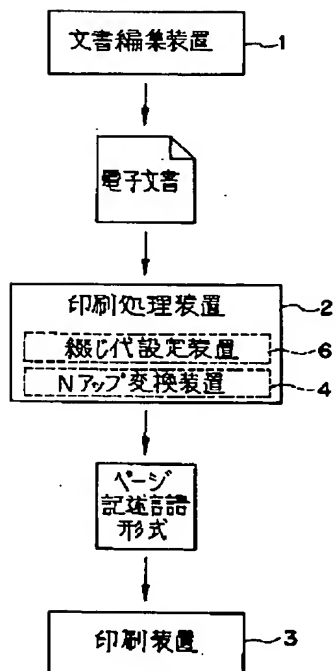 文書編集装置 1
電子文書
印刷処理装置 2
綴じ代設定装置 6
Nアップ変換装置 4
ページ
記述言語
形式
印刷装置 3